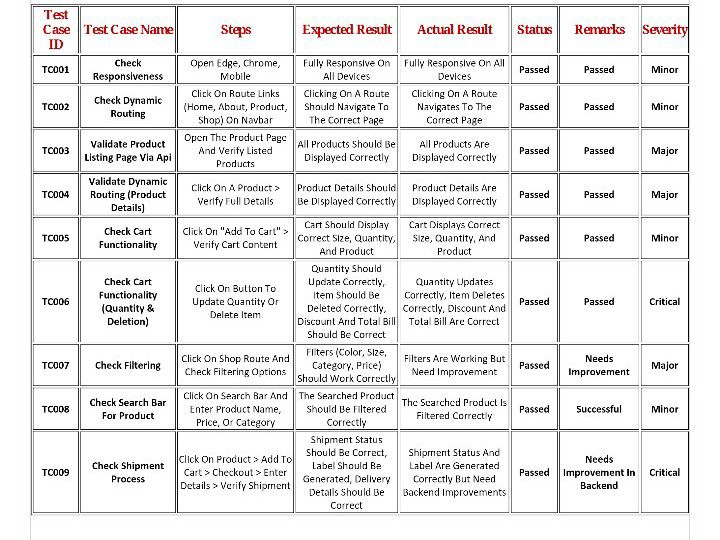 Test Case ID | Test Case Name | Steps | Expected Result | Actual Result | Status | Remarks | Severity
TC001 | Check Responsiveness | Open Edge, Chrome, Mobile | Fully Responsive On All Devices | Fully Responsive On All Devices | Passed | Passed | Minor
TC002 | Check Dynamic Routing | Click On Route Links (Home, About, Product, Shop) On Navbar | Clicking On A Route Should Navigate To The Correct Page | Clicking On A Route Navigates To The Correct Page | Passed | Passed | Minor
TC003 | Validate Product Listing Page Via Api | Open The Product Page And Verify Listed Products | All Products Should Be Displayed Correctly | All Products Are Displayed Correctly | Passed | Passed | Major
TC004 | Validate Dynamic Routing (Product Details) | Click On A Product > Verify Full Details | Product Details Should Be Displayed Correctly | Product Details Are Displayed Correctly | Passed | Passed | Major
TC005 | Check Cart Functionality | Click On "Add To Cart" > Verify Cart Content | Cart Should Display Correct Size, Quantity, And Product | Cart Displays Correct Size, Quantity, And Product | Passed | Passed | Minor
TC006 | Check Cart Functionality (Quantity & Deletion) | Click On Button To Update Quantity Or Delete Item | Quantity Should Update Correctly, Item Should Be Deleted Correctly, Discount And Total Bill Should Be Correct | Quantity Updates Correctly, Item Deletes Correctly, Discount And Total Bill Are Correct | Passed | Passed | Critical
TC007 | Check Filtering | Click On Shop Route And Check Filtering Options | Filters (Color, Size, Category, Price) Should Work Correctly | Filters Are Working But Need Improvement | Passed | Needs Improvement | Major
TC008 | Check Search Bar For Product | Click On Search Bar And Enter Product Name, Price, Or Category | The Searched Product Should Be Filtered Correctly | The Searched Product Is Filtered Correctly | Passed | Successful | Minor
TC009 | Check Shipment Process | Click On Product > Add To Cart > Checkout > Enter Details > Verify Shipment | Shipment Status Should Be Correct, Label Should Be Generated, Delivery Details Should Be Correct | Shipment Status And Label Are Generated Correctly But Need Backend Improvements | Passed | Needs Improvement In Backend | Critical